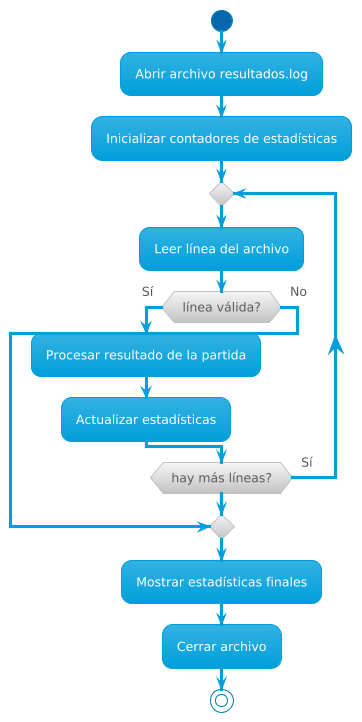 Abrir archivo resultados.log
Inicializar contadores de estadísticas
Leer línea del archivo
Sí
línea válida?
No
Procesar resultado de la partida
Actualizar estadísticas
hay más líneas?
Sí
Mostrar estadísticas finales
Cerrar archivo